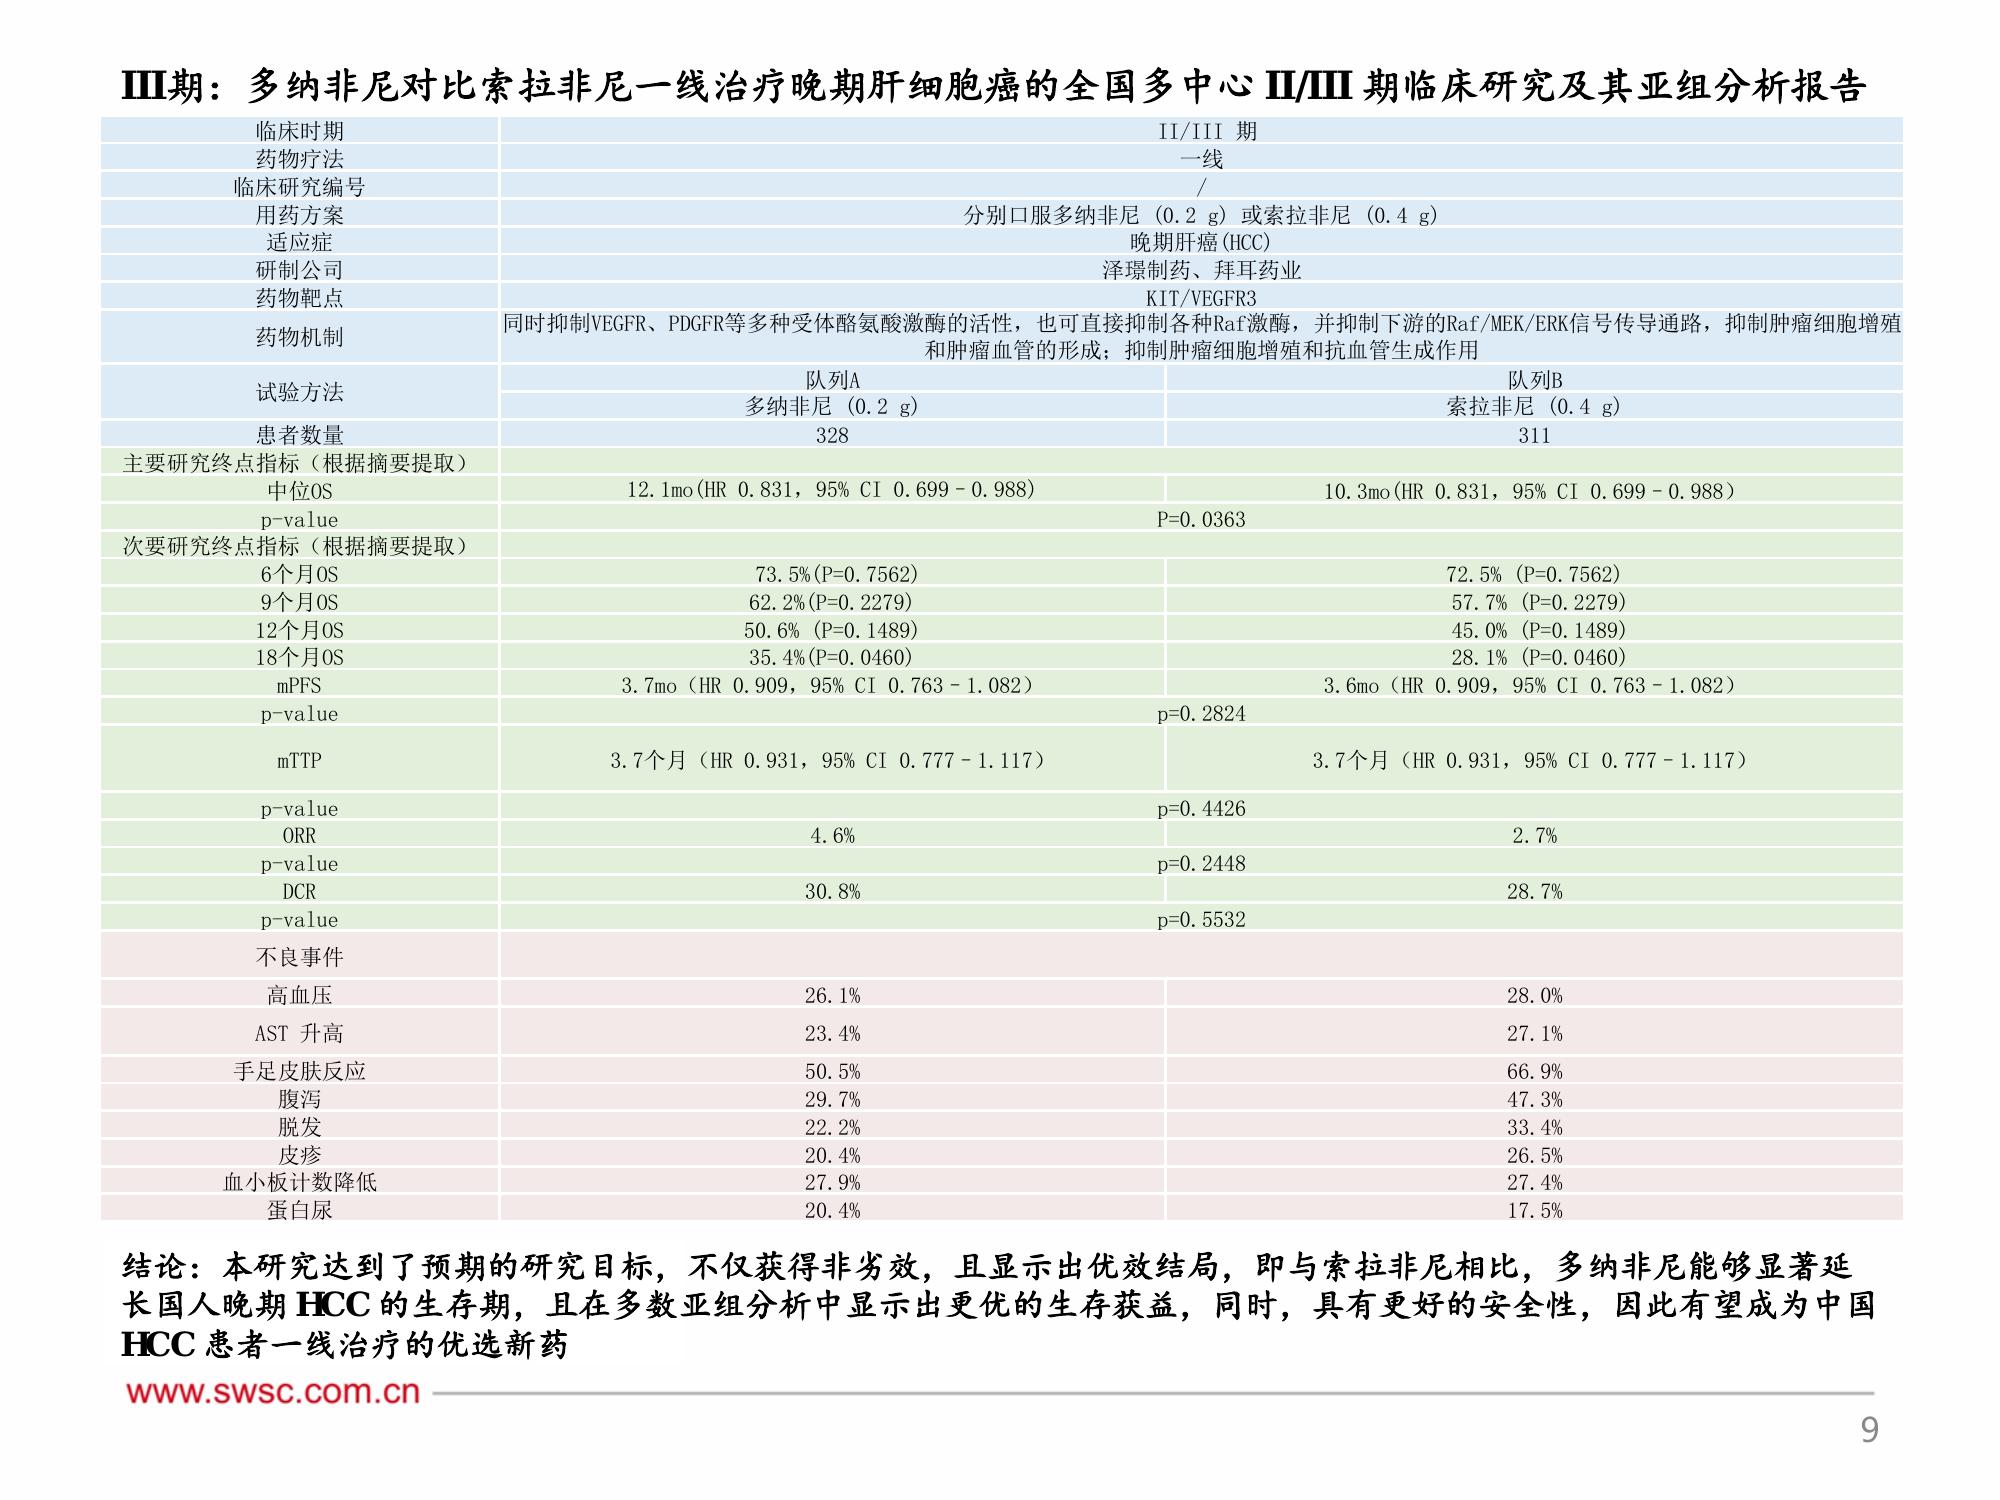 III期：多纳非尼对比索拉非尼一线治疗晚期肝细胞癌的全国多中心 II/III 期临床研究及其亚组分析报告
临床时期 II/III 期
药物疗法 一线
临床研究编号 /
用药方案 分别口服多纳非尼 (0.2 g) 或索拉非尼 (0.4 g)
适应症 晚期肝癌(HCC)
研制公司 泽璟制药、拜耳药业
药物靶点 KIT/VEGFR3
药物机制 同时抑制VEGFR、PDGFR等多种受体酪氨酸激酶的活性，也可直接抑制各种Raf激酶，并抑制下游的Raf/MEK/ERK信号传导通路，抑制肿瘤细胞增殖
和肿瘤血管的形成；抑制肿瘤细胞增殖和抗血管生成作用
试验方法 队列A 队列B
多纳非尼 (0.2 g) 索拉非尼 (0.4 g)
患者数量 328 311
主要研究终点指标（根据摘要提取）
中位OS 12.1mo(HR 0.831，95% CI 0.699–0.988) 10.3mo(HR 0.831，95% CI 0.699–0.988）
p-value P=0.0363
次要研究终点指标（根据摘要提取）
6个月OS 73.5%(P=0.7562) 72.5% (P=0.7562)
9个月OS 62.2%(P=0.2279) 57.7% (P=0.2279)
12个月OS 50.6% (P=0.1489) 45.0% (P=0.1489)
18个月OS 35.4%(P=0.0460) 28.1% (P=0.0460)
mPFS 3.7mo（HR 0.909，95% CI 0.763–1.082） 3.6mo（HR 0.909，95% CI 0.763–1.082）
p-value p=0.2824
mTTP 3.7个月（HR 0.931，95% CI 0.777–1.117） 3.7个月（HR 0.931，95% CI 0.777–1.117）
p-value p=0.4426
ORR 4.6% 2.7%
p-value p=0.2448
DCR 30.8% 28.7%
p-value p=0.5532
不良事件
高血压 26.1% 28.0%
AST 升高 23.4% 27.1%
手足皮肤反应 50.5% 66.9%
腹泻 29.7% 47.3%
脱发 22.2% 33.4%
皮疹 20.4% 26.5%
血小板计数降低 27.9% 27.4%
蛋白尿 20.4% 17.5%
结论：本研究达到了预期的研究目标，不仅获得非劣效，且显示出优效结局，即与索拉非尼相比，多纳非尼能够显著延
长国人晚期 HCC 的生存期，且在多数亚组分析中显示出更优的生存获益，同时，具有更好的安全性，因此有望成为中国
HCC 患者一线治疗的优选新药
www.swsc.com.cn
9